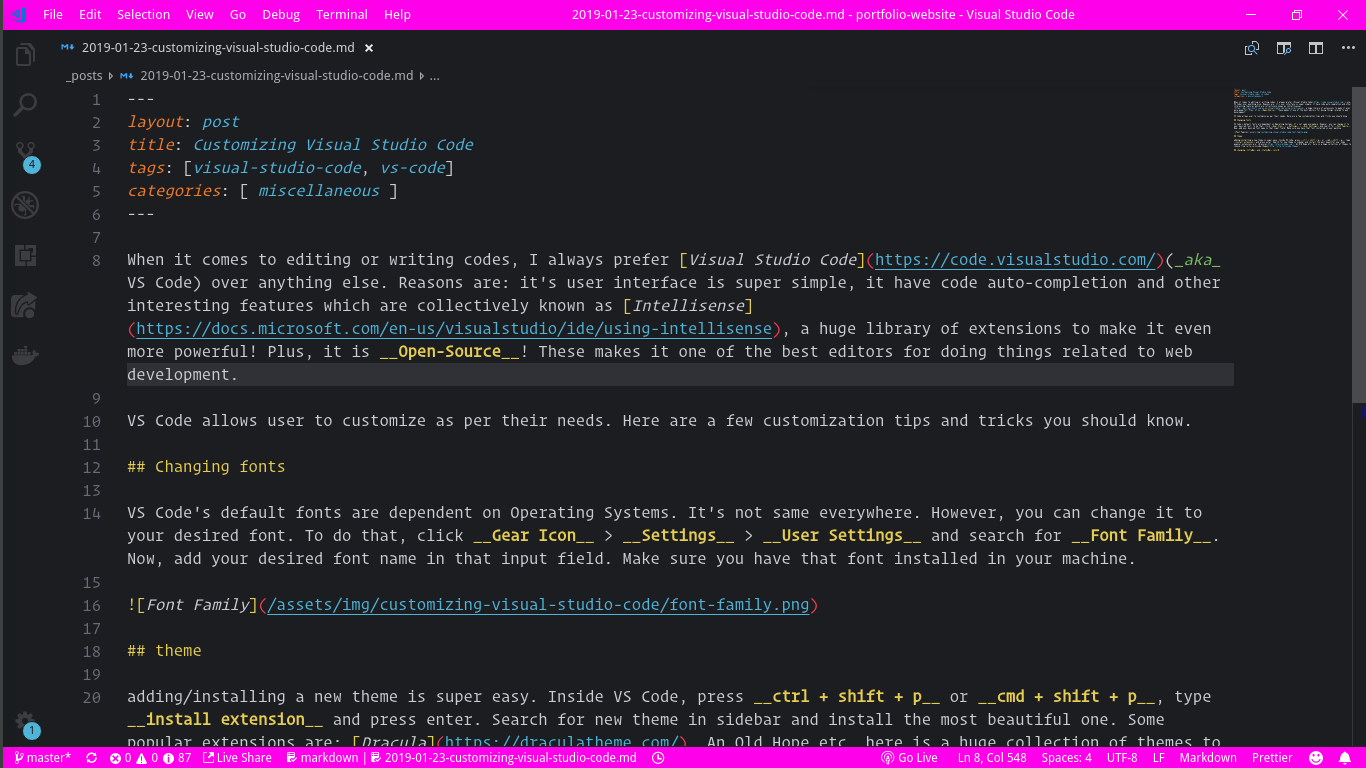 File Edit Selection View Go Debug Terminal Help 2019-01-23-customizing-visual-studio-code.md - portfolio-website - Visual Studio Code
2019-01-23-customizing-visual-studio-code.md
_posts 2019-01-23-customizing-visual-studio-code.md ...
1 ---
2 layout: post
3 title: Customizing Visual Studio Code
4 tags: [visual-studio-code, vs-code]
5 categories: [ miscellaneous ]
6 ---
7
8 When it comes to editing or writing codes, I always prefer [Visual Studio Code](https://code.visualstudio.com/)(_aka_
VS Code) over anything else. Reasons are: it's user interface is super simple, it have code auto-completion and other
interesting features which are collectively known as [Intellisense]
(https://docs.microsoft.com/en-us/visualstudio/ide/using-intellisense), a huge library of extensions to make it even
more powerful! Plus, it is __Open-Source__! These makes it one of the best editors for doing things related to web
development.
9
10 VS Code allows user to customize as per their needs. Here are a few customization tips and tricks you should know.
11
12 ## Changing fonts
13
14 VS Code's default fonts are dependent on Operating Systems. It's not same everywhere. However, you can change it to
your desired font. To do that, click __Gear Icon__ > __Settings__ > __User Settings__ and search for __Font Family__.
Now, add your desired font name in that input field. Make sure you have that font installed in your machine.
15
16 ![Font Family](/assets/img/customizing-visual-studio-code/font-family.png)
17
18 ## theme
19
20 adding/installing a new theme is super easy. Inside VS Code, press __ctrl + shift + p__ or __cmd + shift + p__, type
__install extension__ and press enter. Search for new theme in sidebar and install the most beautiful one. Some
popular extensions are: [Dracula](https://draculatheme.com/), An Old Hope etc. here is a huge collection of themes to
4
1
master* 0 0 87 Live Share markdown | 2019-01-23-customizing-visual-studio-code.md Go Live Ln 8, Col 548 Spaces: 4 UTF-8 LF Markdown Prettier